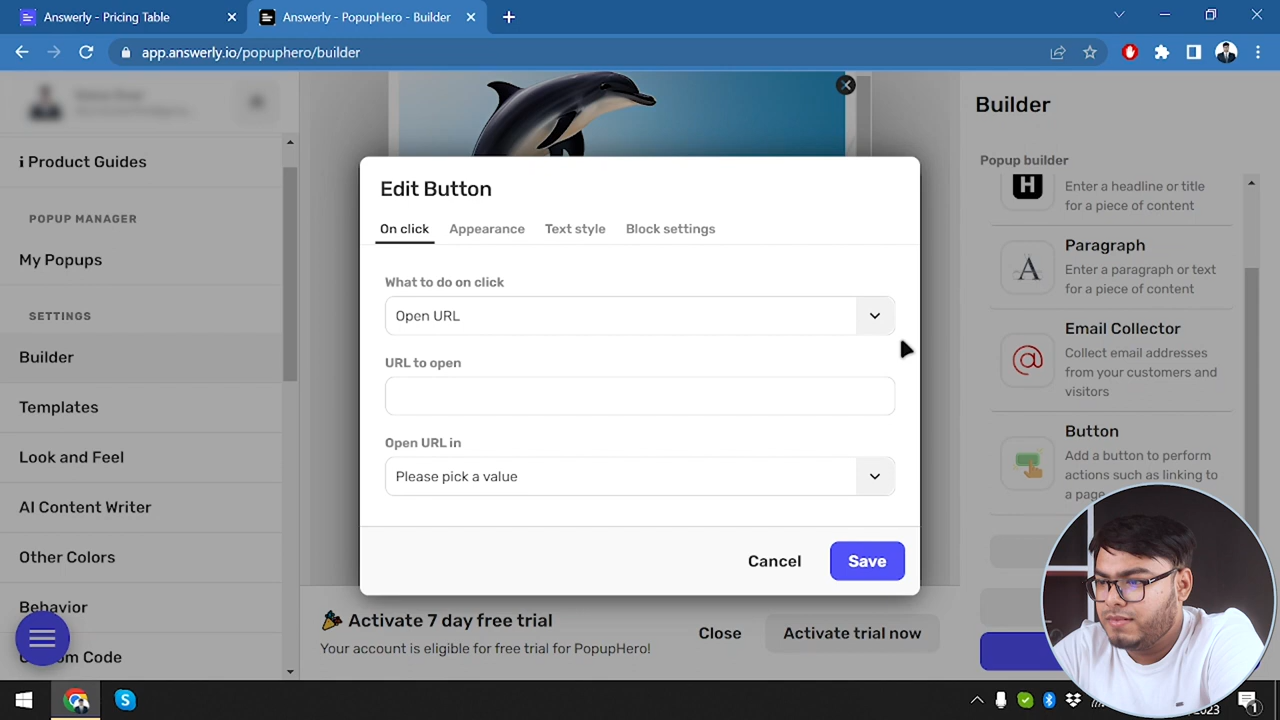 Answerly - Pricing Table
Answerly - PopupHero - Builder
app.answerly.io/popuphero/builder
i Product Guides
POPUP MANAGER
My Popups
SETTINGS
Builder
Templates
Look and Feel
AI Content Writer
Other Colors
Behavior
Code
Edit Button
On click
Appearance
Text style
Block settings
What to do on click
Open URL
URL to open
Open URL in
Please pick a value
Cancel
Save
Activate 7 day free trial
Your account is eligible for free trial for PopupHero!
Close
Activate trial now
Builder
Popup builder
H
Enter a headline or title
for a piece of content
A
Paragraph
Enter a paragraph or text
for a piece of content
Email Collector
Collect email addresses
from your customers and
visitors
Button
Add a button to perform
actions such as linking to
a page
2023
1